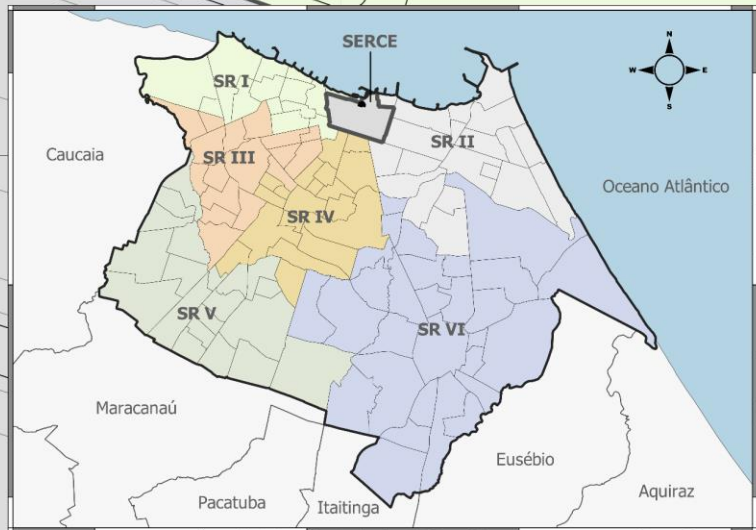 SERCE
N
W E
S
SR I
SR II
Caucaia
SR III
Oceano Atlântico
SR IV
SR V
SR VI
Maracanaú
Eusébio
Aquiraz
Pacatuba
Itaitinga